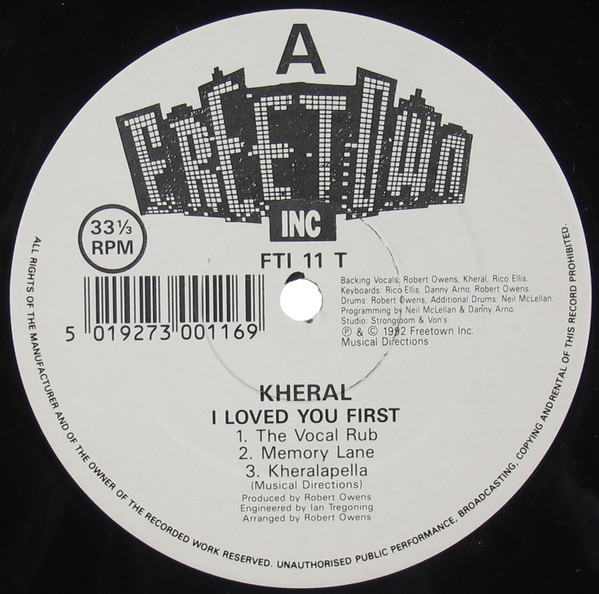 A
FREETOWN
INC
33⅓
RPM
FTI 11 T
5 019273 001169
Backing Vocals: Robert Owens, Kheral, Rico Ellis.
Keyboards: Rico Ellis, Danny Arno, Robert Owens.
Drums: Robert Owens, Additional Drums: Neil McLellan.
Programming by Neil McLellan & Danny Arno.
Studio: Strongroom & Von's.
℗ & © 1992 Freetown Inc.
Musical Directions
KHERAL
I LOVED YOU FIRST
1. The Vocal Rub
2. Memory Lane
3. Kheralapella
(Musical Directions)
Produced by Robert Owens
Engineered by Ian Tregoning
Arranged by Robert Owens
ALL RIGHTS OF THE MANUFACTURER AND OF THE OWNER OF THE RECORDED WORK RESERVED. UNAUTHORISED PUBLIC PERFORMANCE, BROADCASTING, COPYING AND RENTAL OF THIS RECORD PROHIBITED.